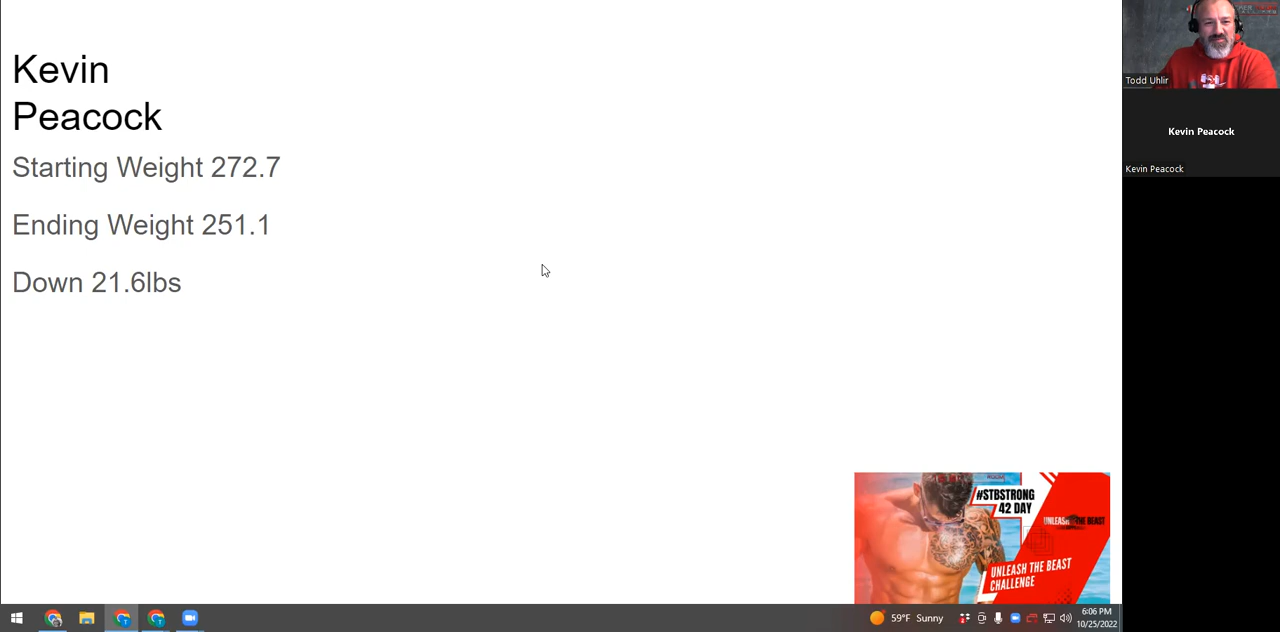 Kevin
Peacock
Starting Weight 272.7
Ending Weight 251.1
Down 21.6lbs
Todd Uhlir
Kevin Peacock
Kevin Peacock
#STBSTRONG
42 DAY
UNLEASH THE BEAST
UNLEASH THE BEAST
CHALLENGE
59°F Sunny
6:06 PM
10/25/2022